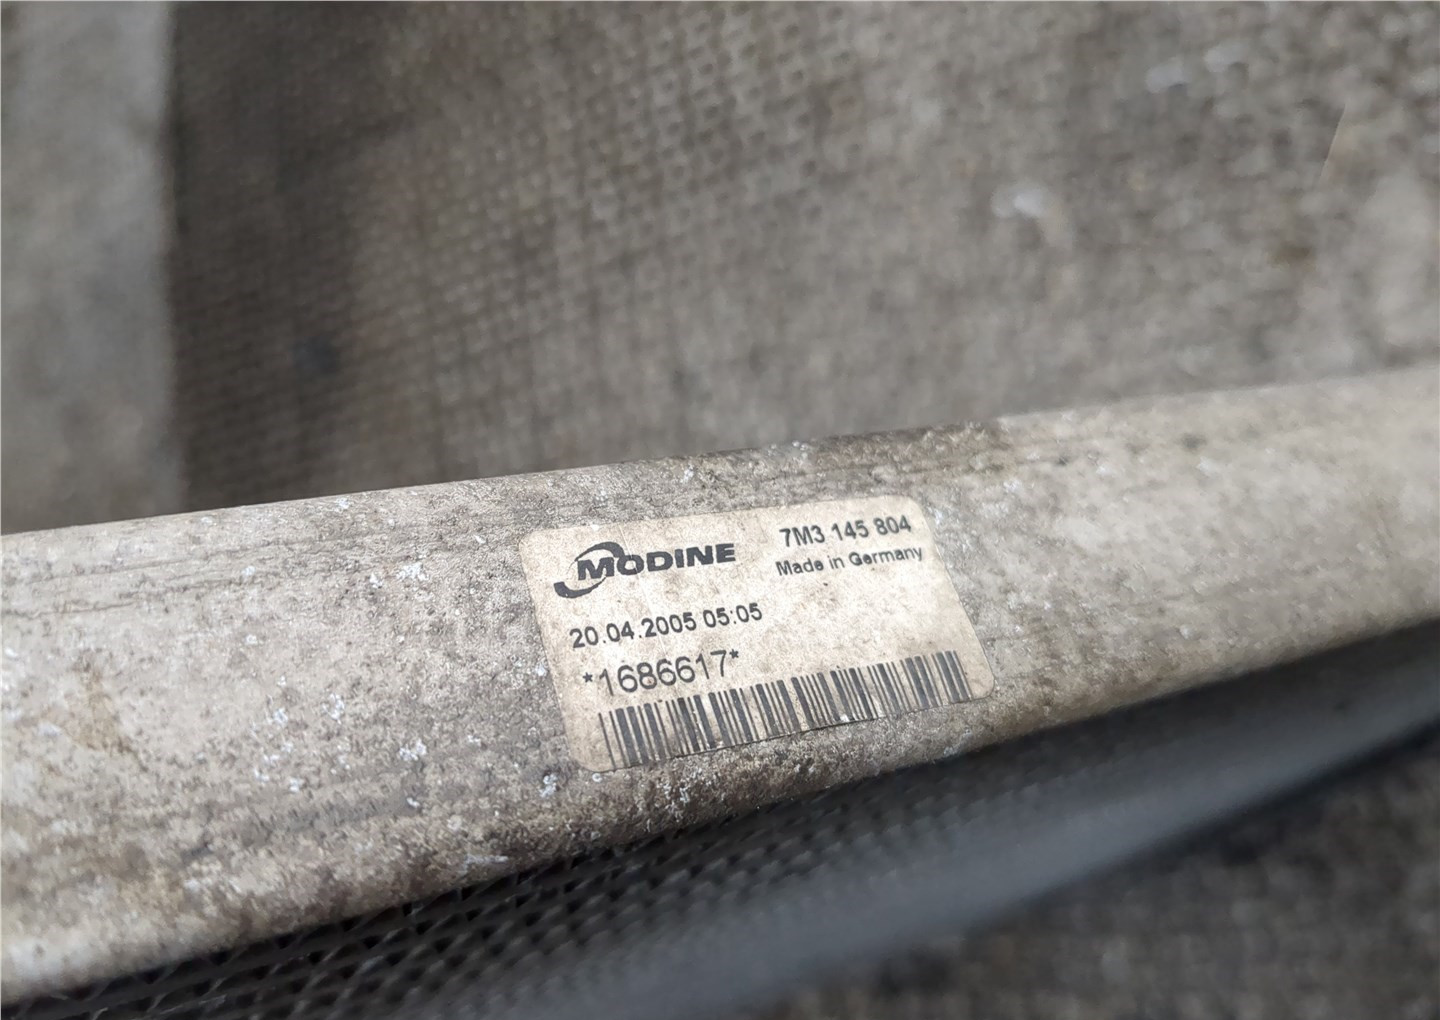 MODINE
7M3 145 804
Made in Germany
20.04.2005 05:05
*1686617*